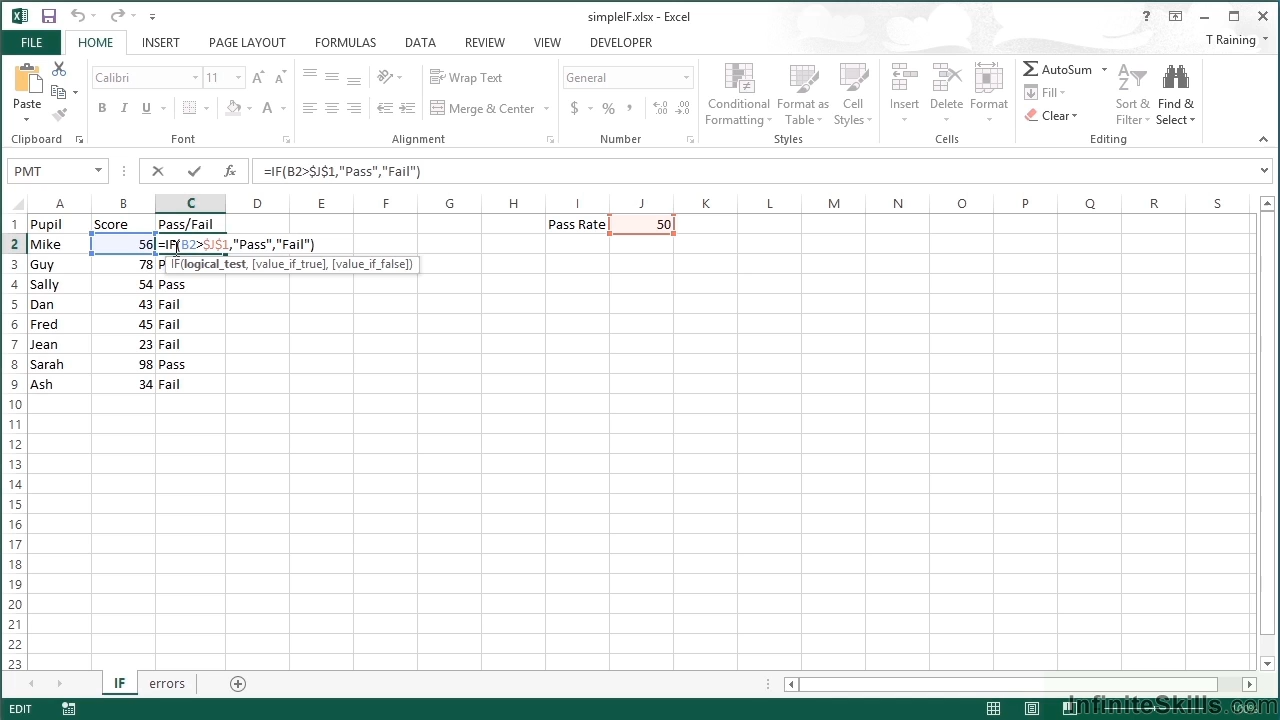 simpleIF.xlsx - Excel
?
FILE HOME INSERT PAGE LAYOUT FORMULAS DATA REVIEW VIEW DEVELOPER T Raining
Paste
Clipboard
Calibri 11
B I U
Font
Wrap Text
Merge & Center
Alignment
General
$ % ,
Number
Conditional Formatting
Format as Table
Cell Styles
Styles
Insert Delete Format
Cells
AutoSum
Fill
Clear
Sort & Filter
Find & Select
Editing
PMT =IF(B2>$J$1,"Pass","Fail")
A B C D E F G H I J K L M N O P Q R S
1 Pupil Score Pass/Fail Pass Rate 50
2 Mike 56 =IF(B2>$J$1,"Pass","Fail")
3 Guy 78 P
IF(logical_test, [value_if_true], [value_if_false])
4 Sally 54 Pass
5 Dan 43 Fail
6 Fred 45 Fail
7 Jean 23 Fail
8 Sarah 98 Pass
9 Ash 34 Fail
10
11
12
13
14
15
16
17
18
19
20
21
22
23
IF errors
EDIT
InfiniteSkills.com